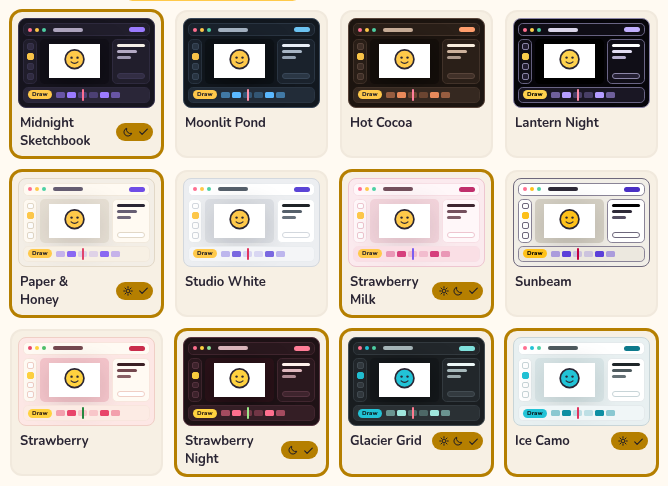 Draw
Draw
Draw
Draw
Midnight
Sketchbook
Moonlit Pond
Hot Cocoa
Lantern Night
Draw
Draw
Draw
Draw
Paper &
Honey
Studio White
Strawberry
Milk
Sunbeam
Draw
Draw
Draw
Draw
Strawberry
Strawberry
Night
Glacier Grid
Ice Camo